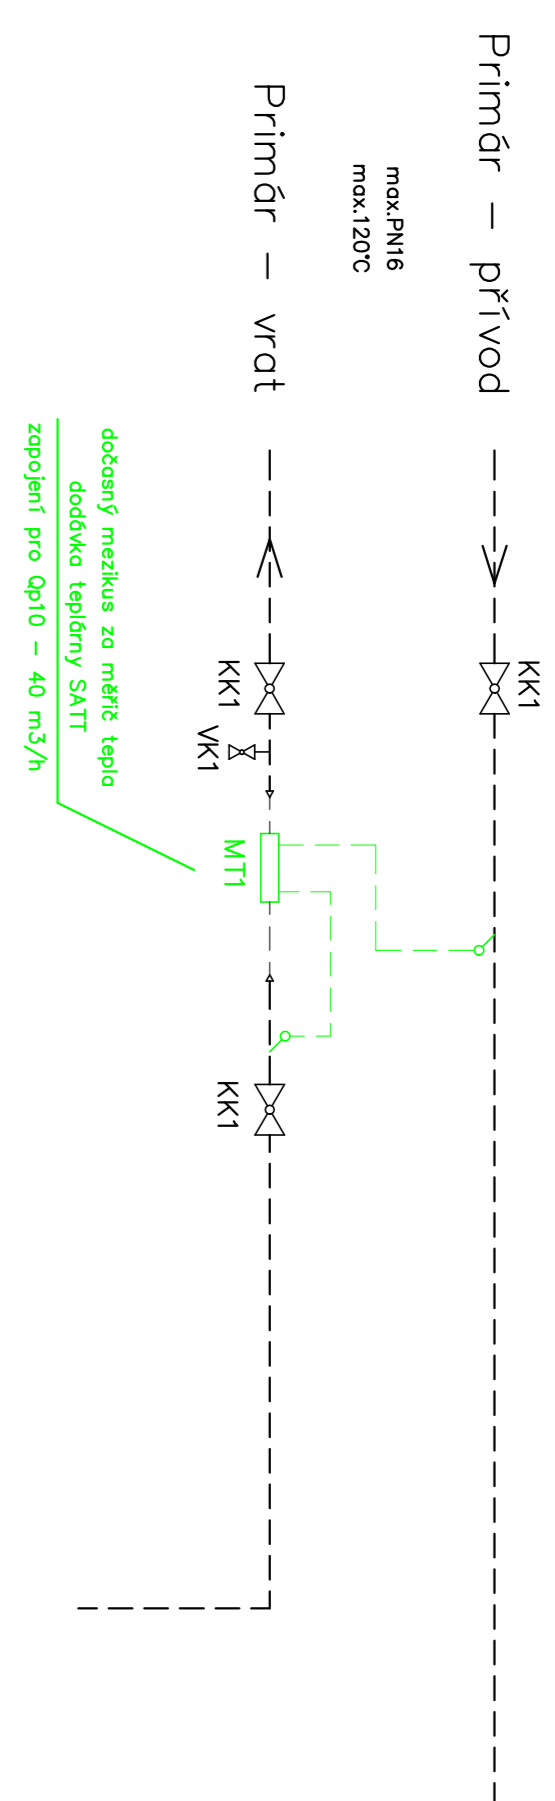 Primár – přívod
max.PN16
max.120°C
Primár – vrat
KK1
KK1
VK1
MT1
KK1
dočasný mezikus za měřič tepla
dodávka teplárny SATT
zapojení pro Qp10 – 40 m3/h